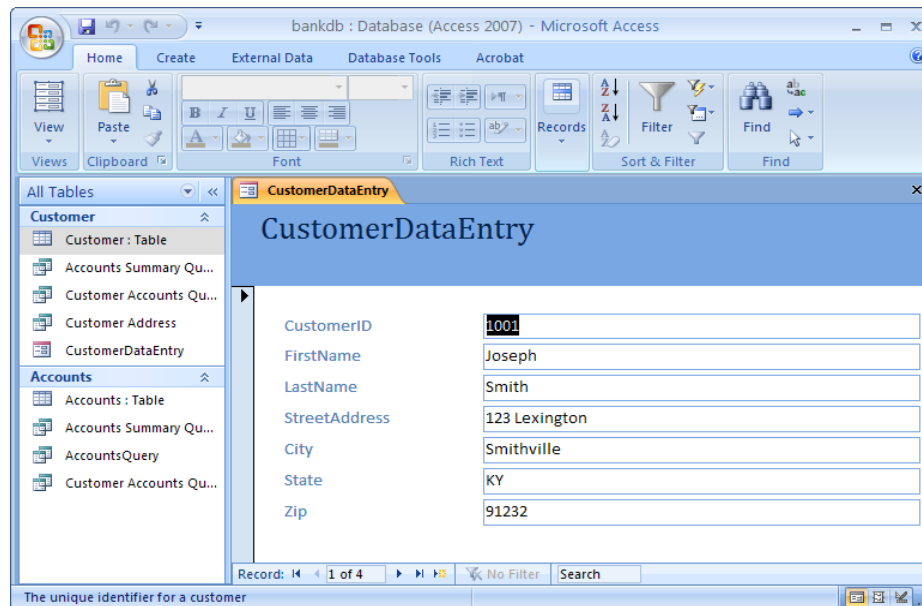 bankdb : Database (Access 2007) - Microsoft Access
Home Create External Data Database Tools Acrobat
View
Views
Paste
Clipboard
B I U
A
Font
ab
Rich Text
Records
A Z
Z A
A Z
Filter
Sort & Filter
Find
ab ac
Find
All Tables
Customer
Customer : Table
Accounts Summary Qu...
Customer Accounts Qu...
Customer Address
CustomerDataEntry
Accounts
Accounts : Table
Accounts Summary Qu...
AccountsQuery
Customer Accounts Qu...
CustomerDataEntry
CustomerDataEntry
CustomerID 1001
FirstName Joseph
LastName Smith
StreetAddress 123 Lexington
City Smithville
State KY
Zip 91232
Record: 1 of 4 No Filter Search
The unique identifier for a customer